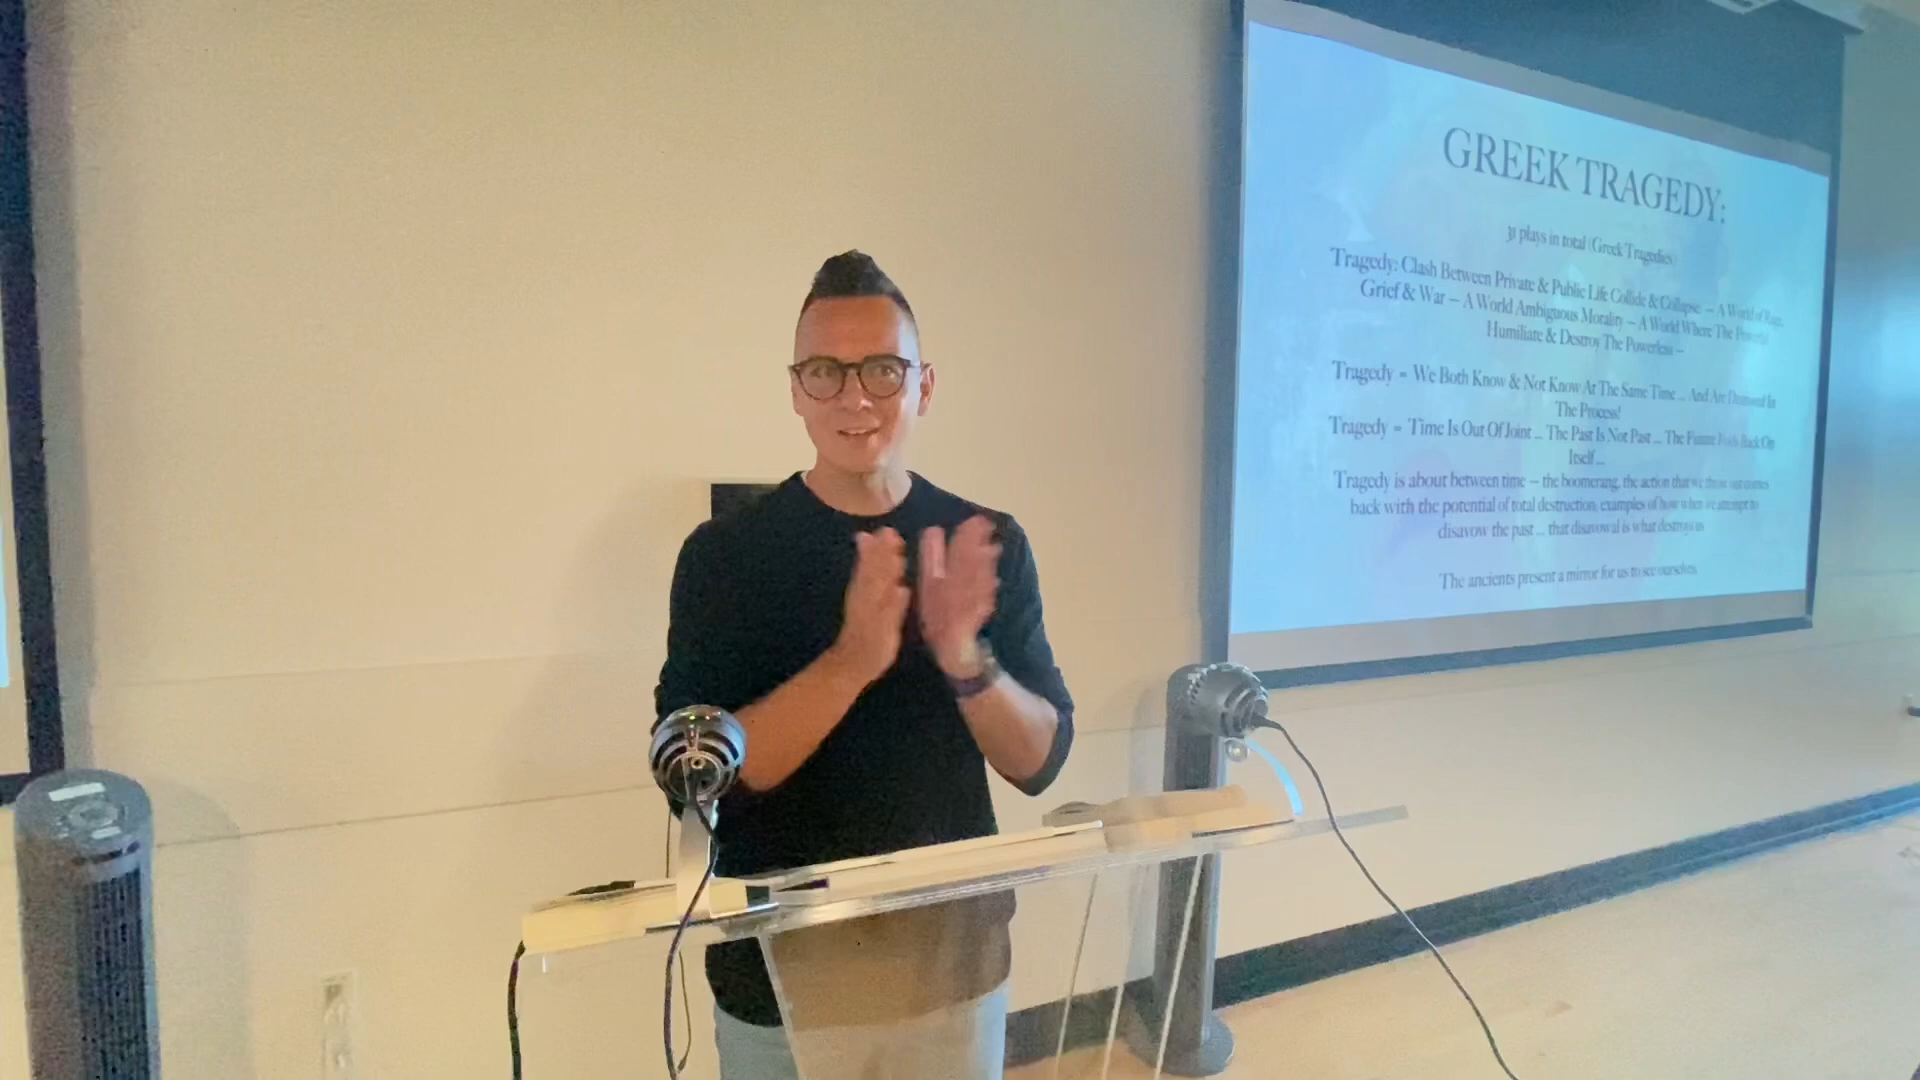 GREEK TRAGEDY:
31 plays in total (Greek Tragedies)
Tragedy: Clash Between Private & Public Life Collide & Collapse. – A World of Rage,
Grief & War – A World Ambiguous Morality – A World Where The Powerful
Humiliate & Destroy The Powerless –
Tragedy = We Both Know & Not Know At The Same Time ... And Are Destroyed In
The Process!
Tragedy = Time Is Out Of Joint ... The Past Is Not Past ... The Future Folds Back On
Itself ...
Tragedy is about between time – the boomerang, the action that we throw out comes
back with the potential of total destruction, examples of how when we attempt to
disavow the past ... that disavowal is what destroys us
The ancients present a mirror for us to see ourselves